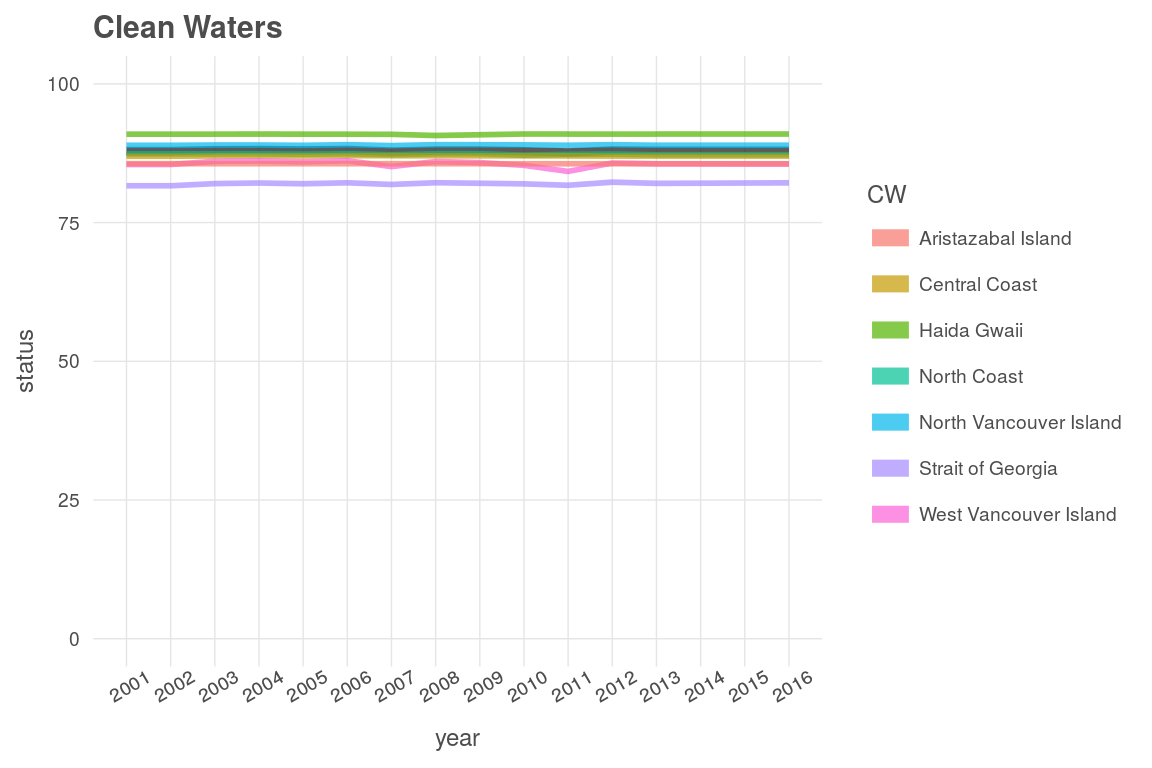 Clean Waters
100
75
50
25
0
status
2001 2002 2003 2004 2005 2006 2007 2008 2009 2010 2011 2012 2013 2014 2015 2016
year
CW
Aristazabal Island
Central Coast
Haida Gwaii
North Coast
North Vancouver Island
Strait of Georgia
West Vancouver Island